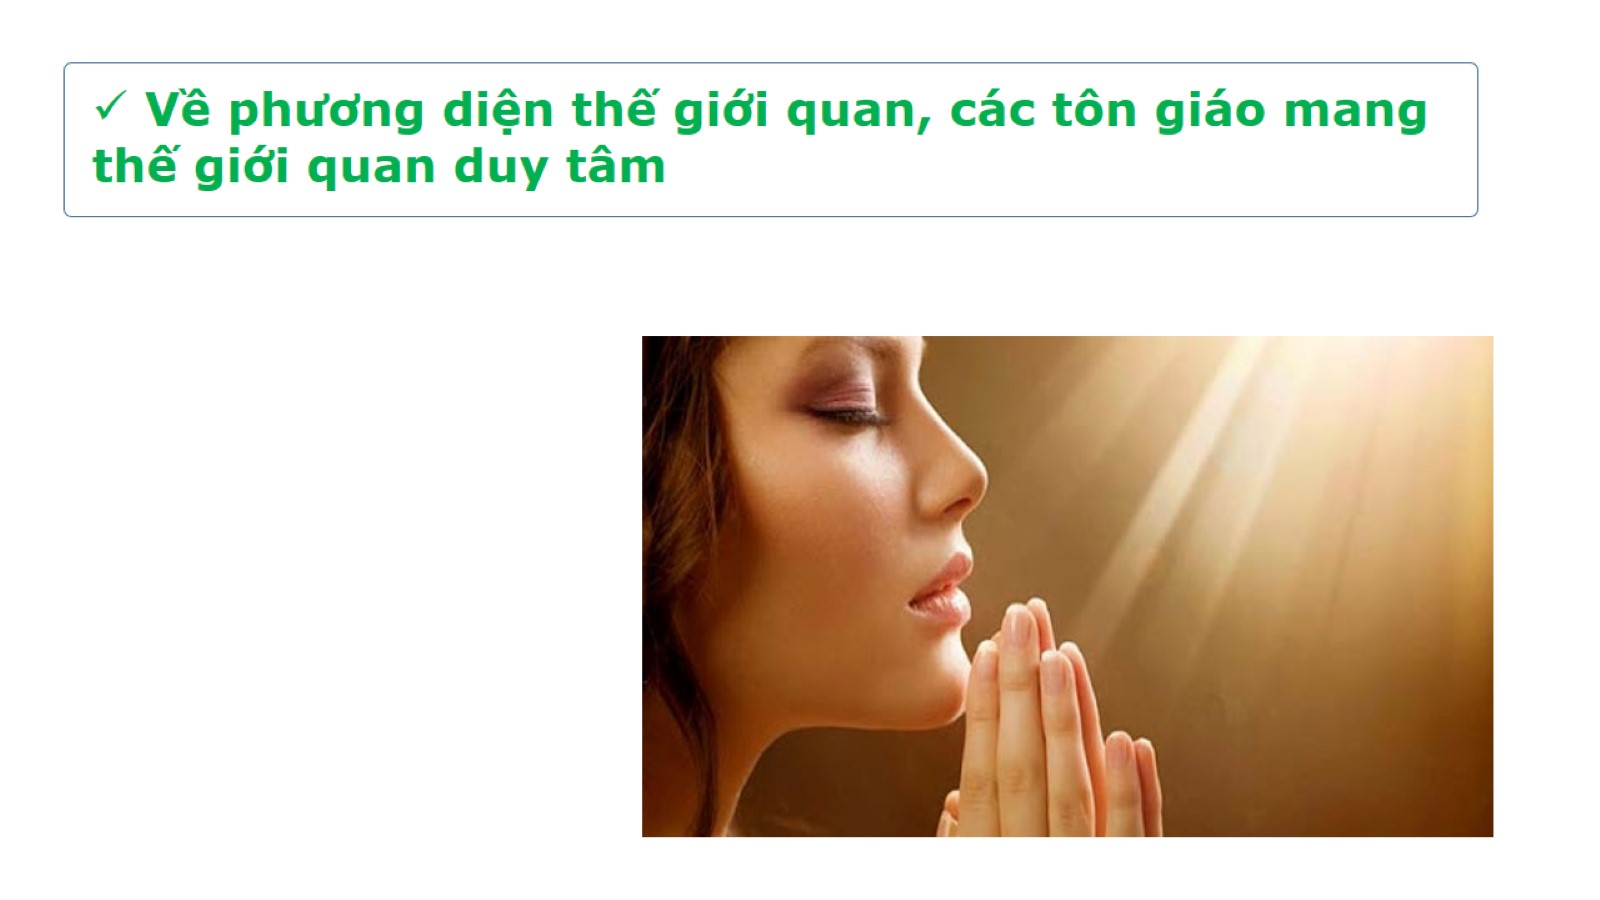 ✓ Về phương diện thế giới quan, các tôn giáo mang
thế giới quan duy tâm